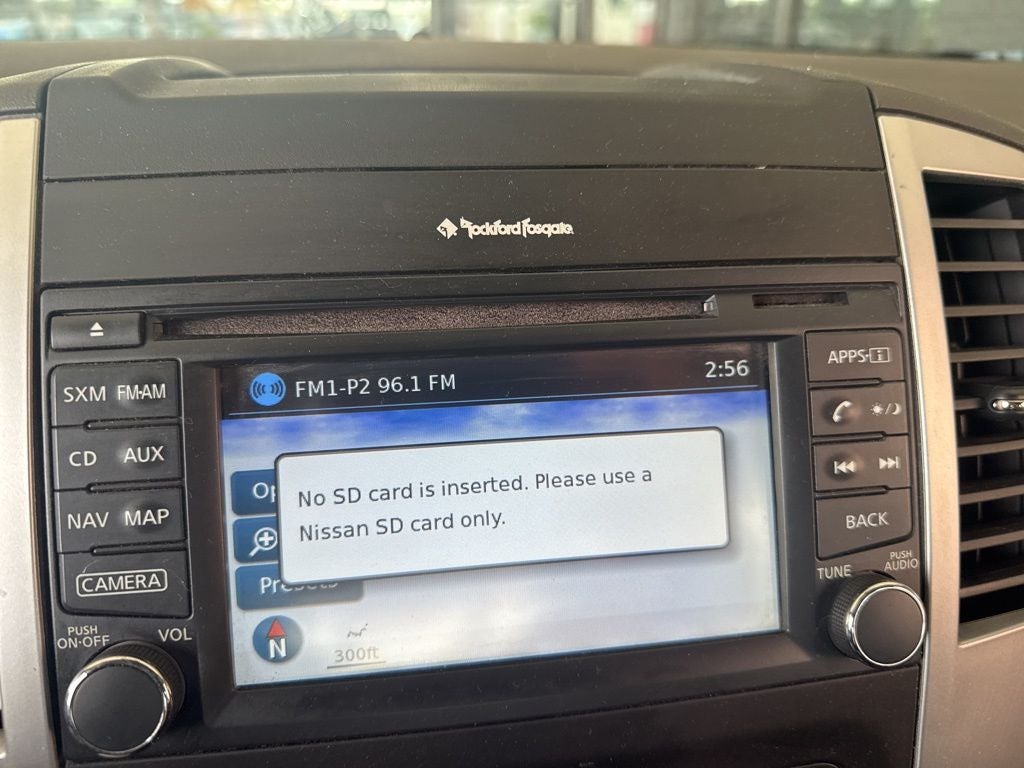 Rockford Fosgate
SXM FM·AM
CD AUX
NAV MAP
CAMERA
PUSH
ON·OFF
VOL
FM1-P2 96.1 FM
2:56
Op
No SD card is inserted. Please use a
Nissan SD card only.
Presets
N
300ft
APPS·i
BACK
TUNE
PUSH
AUDIO